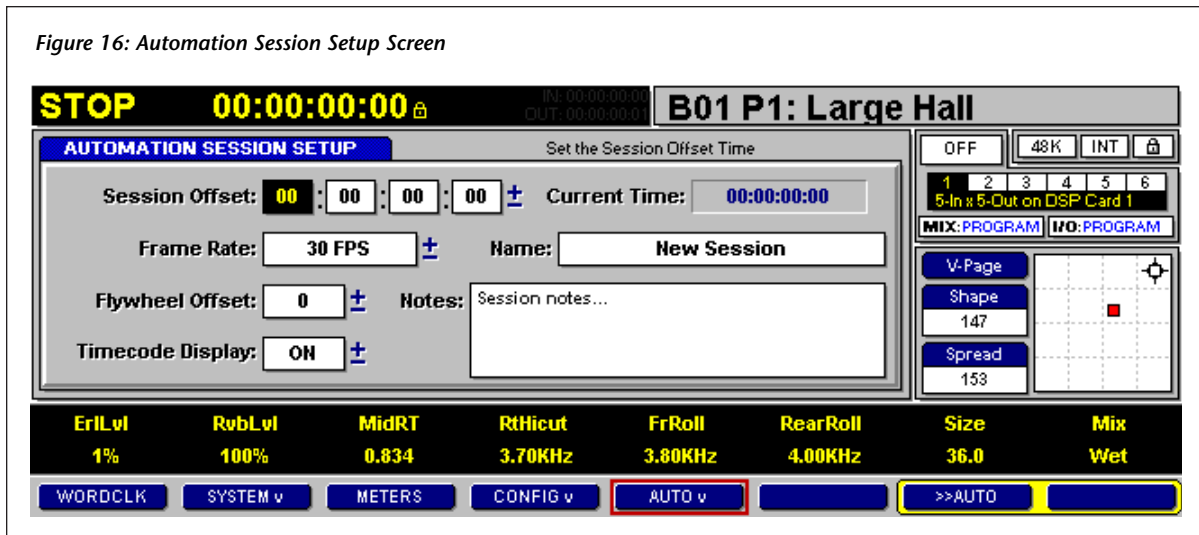 Figure 16: Automation Session Setup Screen
STOP 00:00:00:00
IN: 00:00:00:00
OUT: 00:00:00:01
B01 P1: Large Hall
AUTOMATION SESSION SETUP Set the Session Offset Time
Session Offset: 00 : 00 : 00 : 00 ± Current Time: 00:00:00:00
Frame Rate: 30 FPS ± Name: New Session
Flywheel Offset: 0 ± Notes: Session notes...
Timecode Display: ON ±
OFF 48K INT
1 2 3 4 5 6
5-In x 5-Out on DSP Card 1
MIX:PROGRAM I/O:PROGRAM
V-Page
Shape
147
Spread
153
ErlLvl RvbLvl MidRT RtHicut FrRoll RearRoll Size Mix
1% 100% 0.834 3.70KHz 3.80KHz 4.00KHz 36.0 Wet
WORDCLK SYSTEM v METERS CONFIG v AUTO v >>AUTO